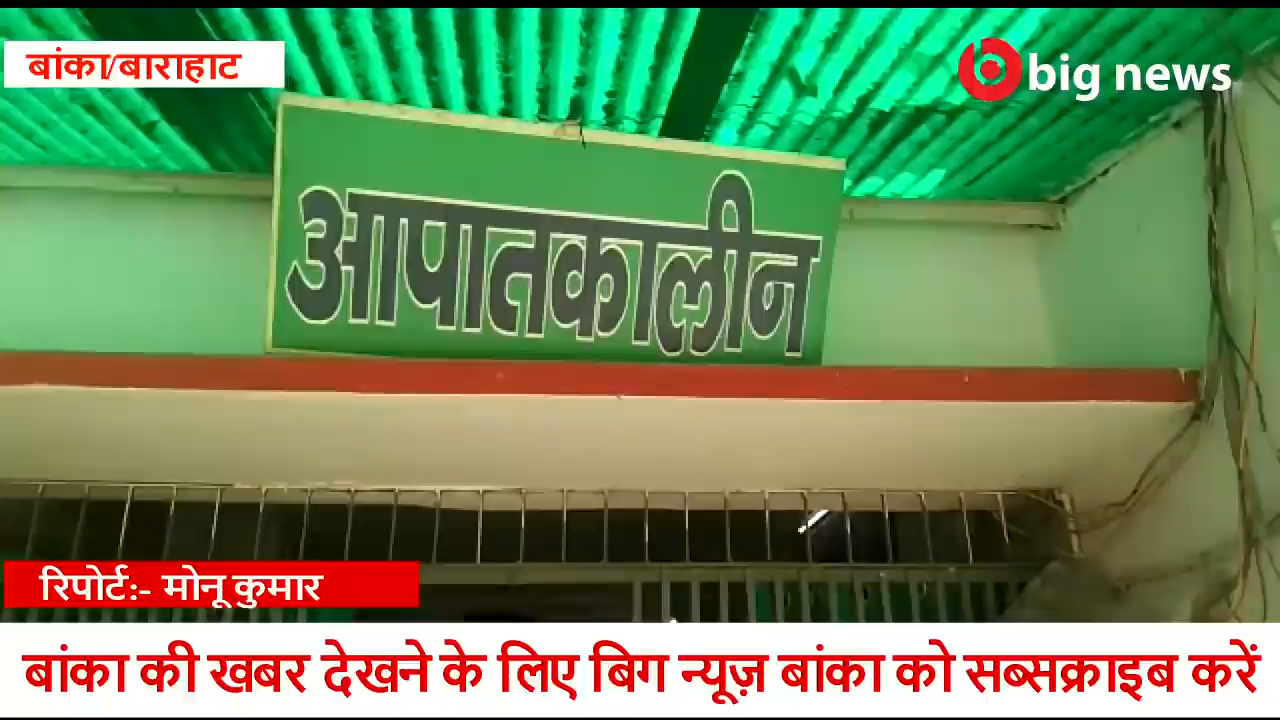 बांका/बाराहाट
big news
आपातकालीन
रिपोर्टः- मोनू कुमार
बांका की खबर देखने के लिए बिग न्यूज़ बांका को सब्सक्राइब करें